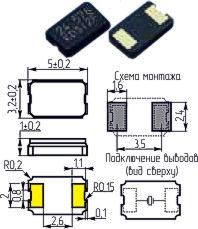 5±0,2
Схема монтажа
1.6
3,2±0,2
2.4
1±0,2
3.5
Подключение выводов
(вид сверху)
R0,2
1.1
R0.15
2
0.8
2.6
0.1